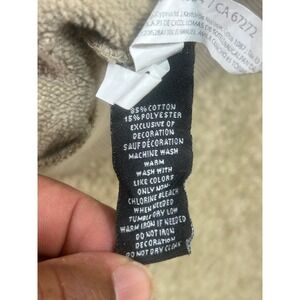 CA 67272
85% COTTON
15% POLYESTER
EXCLUSIVE OF
DECORATION
SAUF DÉCORATION
MACHINE WASH
WARM
WASH WITH
LIKE COLORS
ONLY NON-
CHLORINE BLEACH
WHEN NEEDED
TUMBLE DRY LOW
WARM IRON IF NEEDED
DO NOT IRON
DECORATION
DO NOT DRY CLEAN